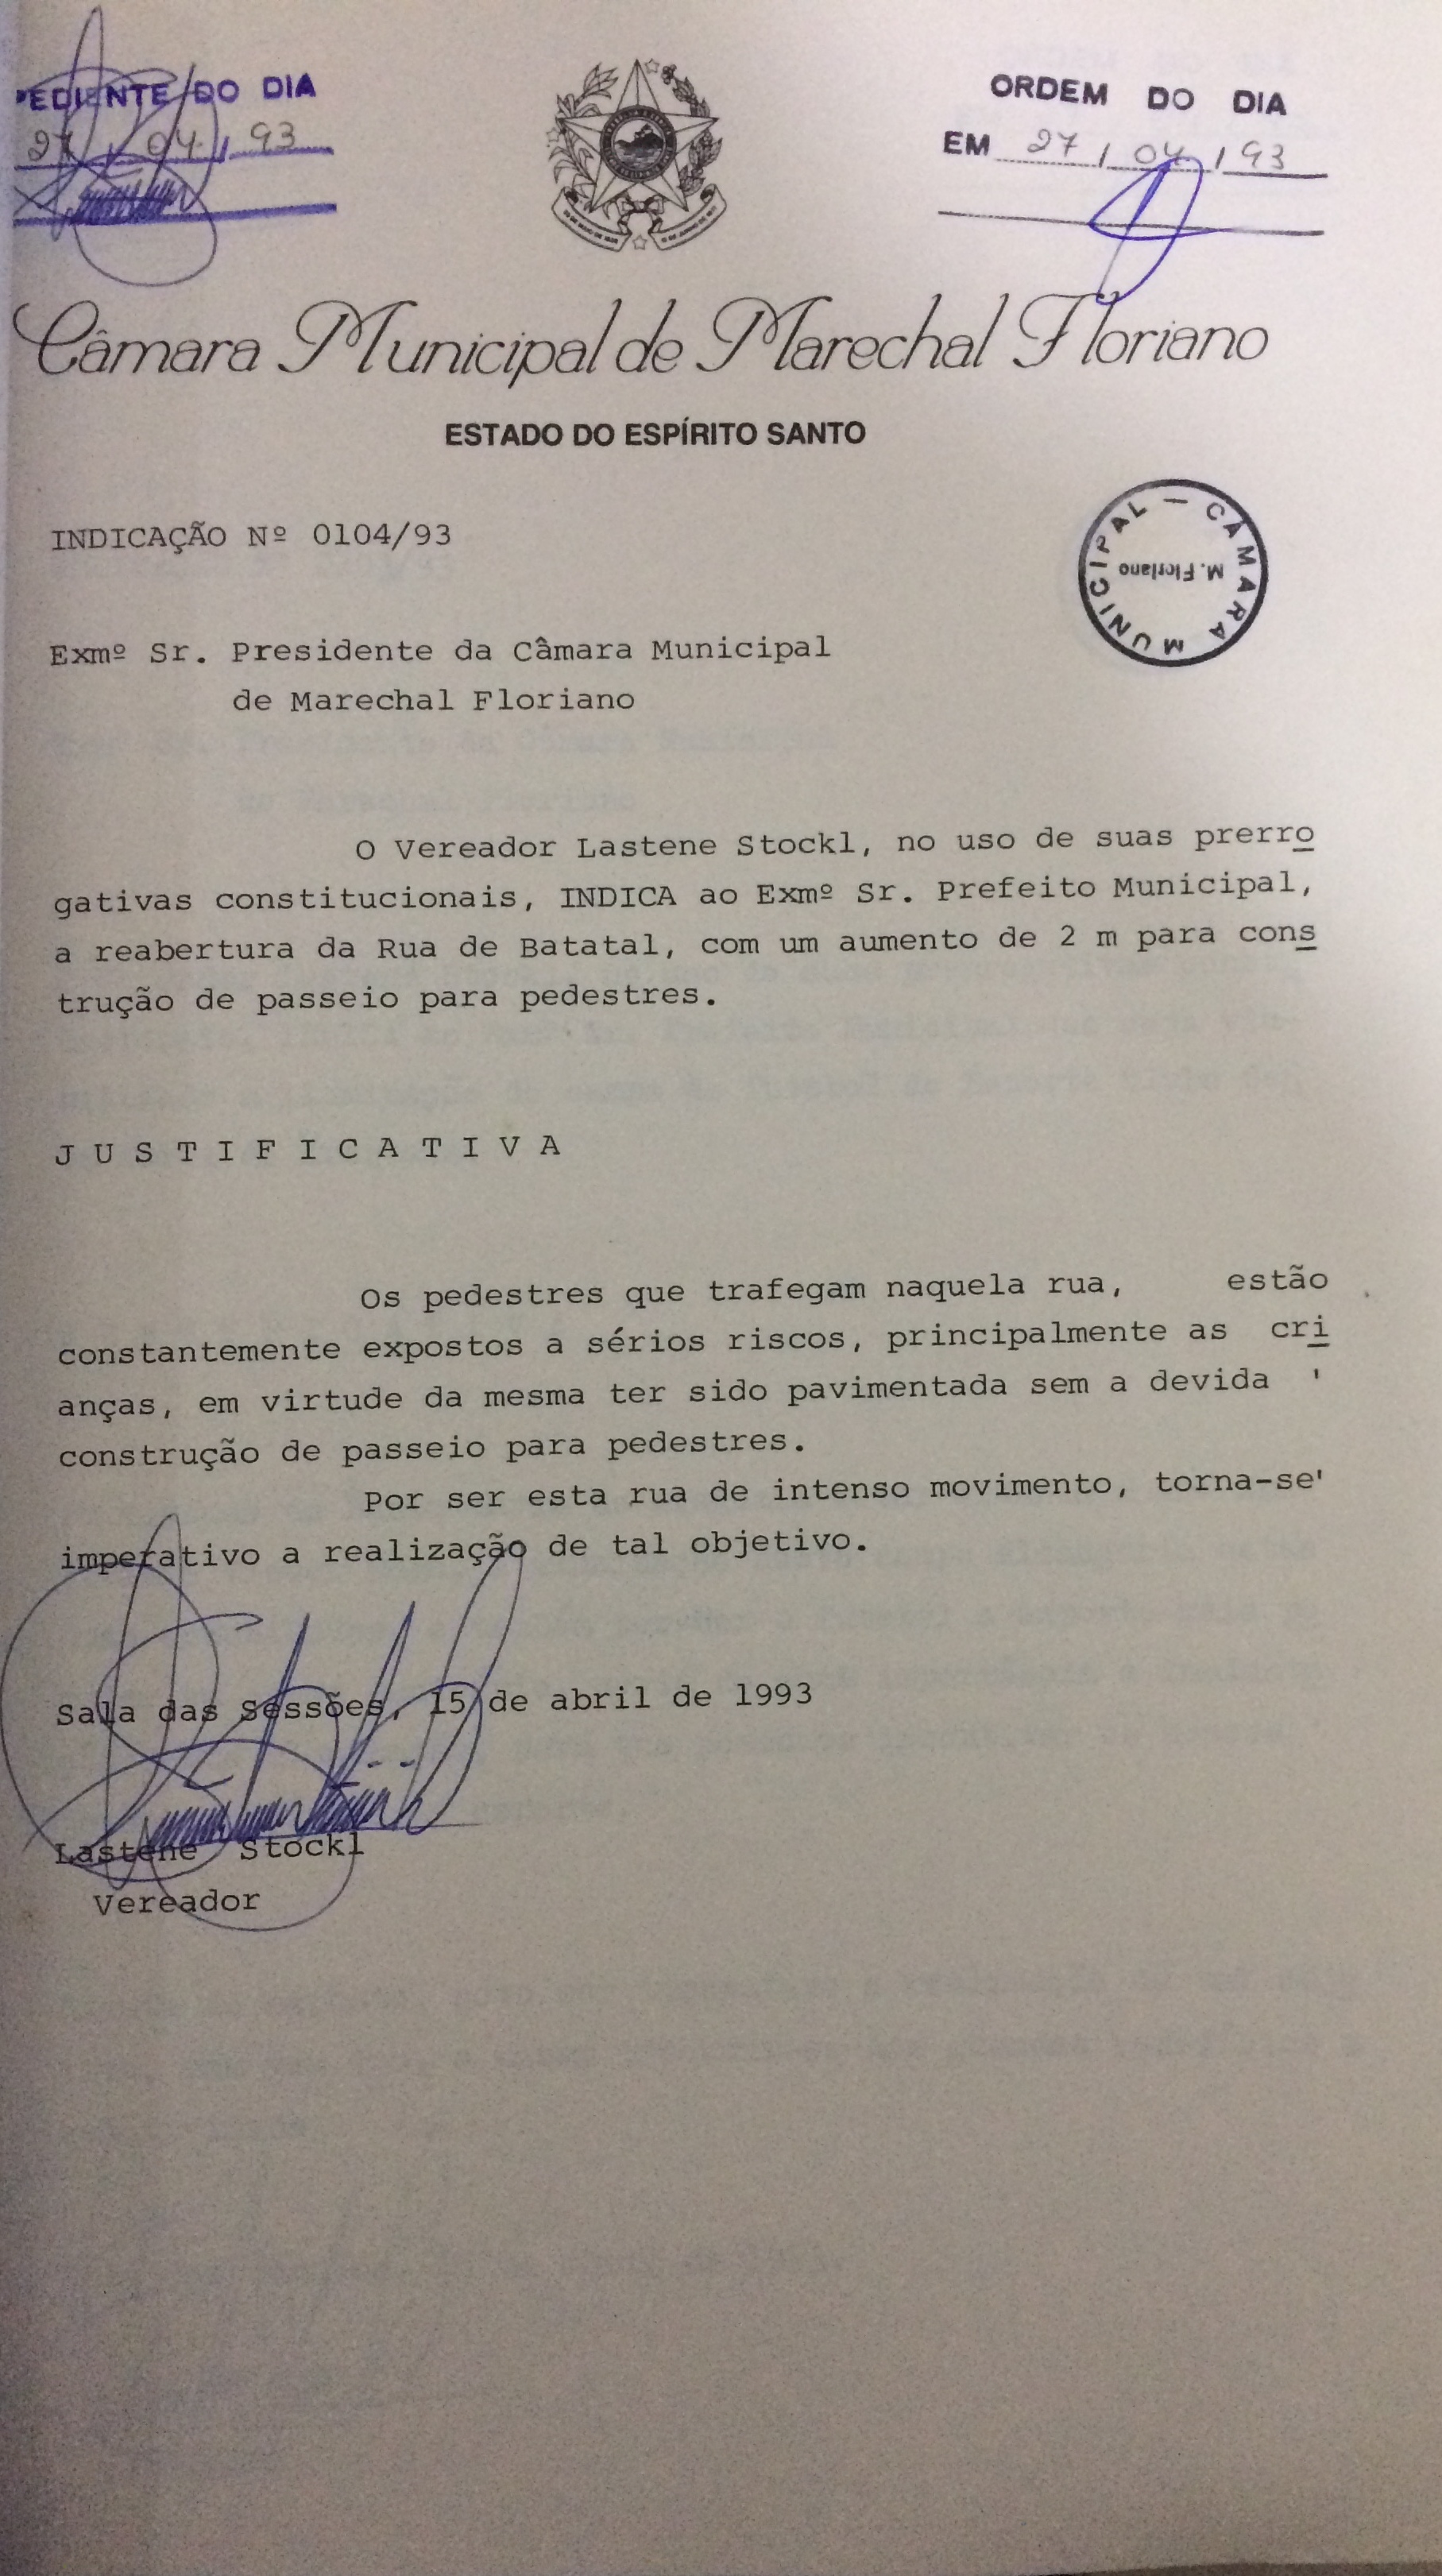 PEDIENTE DO DIA
27 / 04 / 93
ORDEM DO DIA
EM 27 / 04 / 93
Câmara Municipal de Marechal Floriano
ESTADO DO ESPÍRITO SANTO
INDICAÇÃO Nº 0104/93
CÂMARA MUNICIPAL —
M. Floriano
Exmº Sr. Presidente da Câmara Municipal
de Marechal Floriano
O Vereador Lastene Stockl, no uso de suas prerro
gativas constitucionais, INDICA ao Exmº Sr. Prefeito Municipal,
a reabertura da Rua de Batatal, com um aumento de 2 m para cons
trução de passeio para pedestres.
J U S T I F I C A T I V A
Os pedestres que trafegam naquela rua, estão
constantemente expostos a sérios riscos, principalmente as cri
anças, em virtude da mesma ter sido pavimentada sem a devida '
construção de passeio para pedestres.
Por ser esta rua de intenso movimento, torna-se'
imperativo a realização de tal objetivo.
Sala das Sessões, 15 de abril de 1993
Lastene Stockl
Vereador